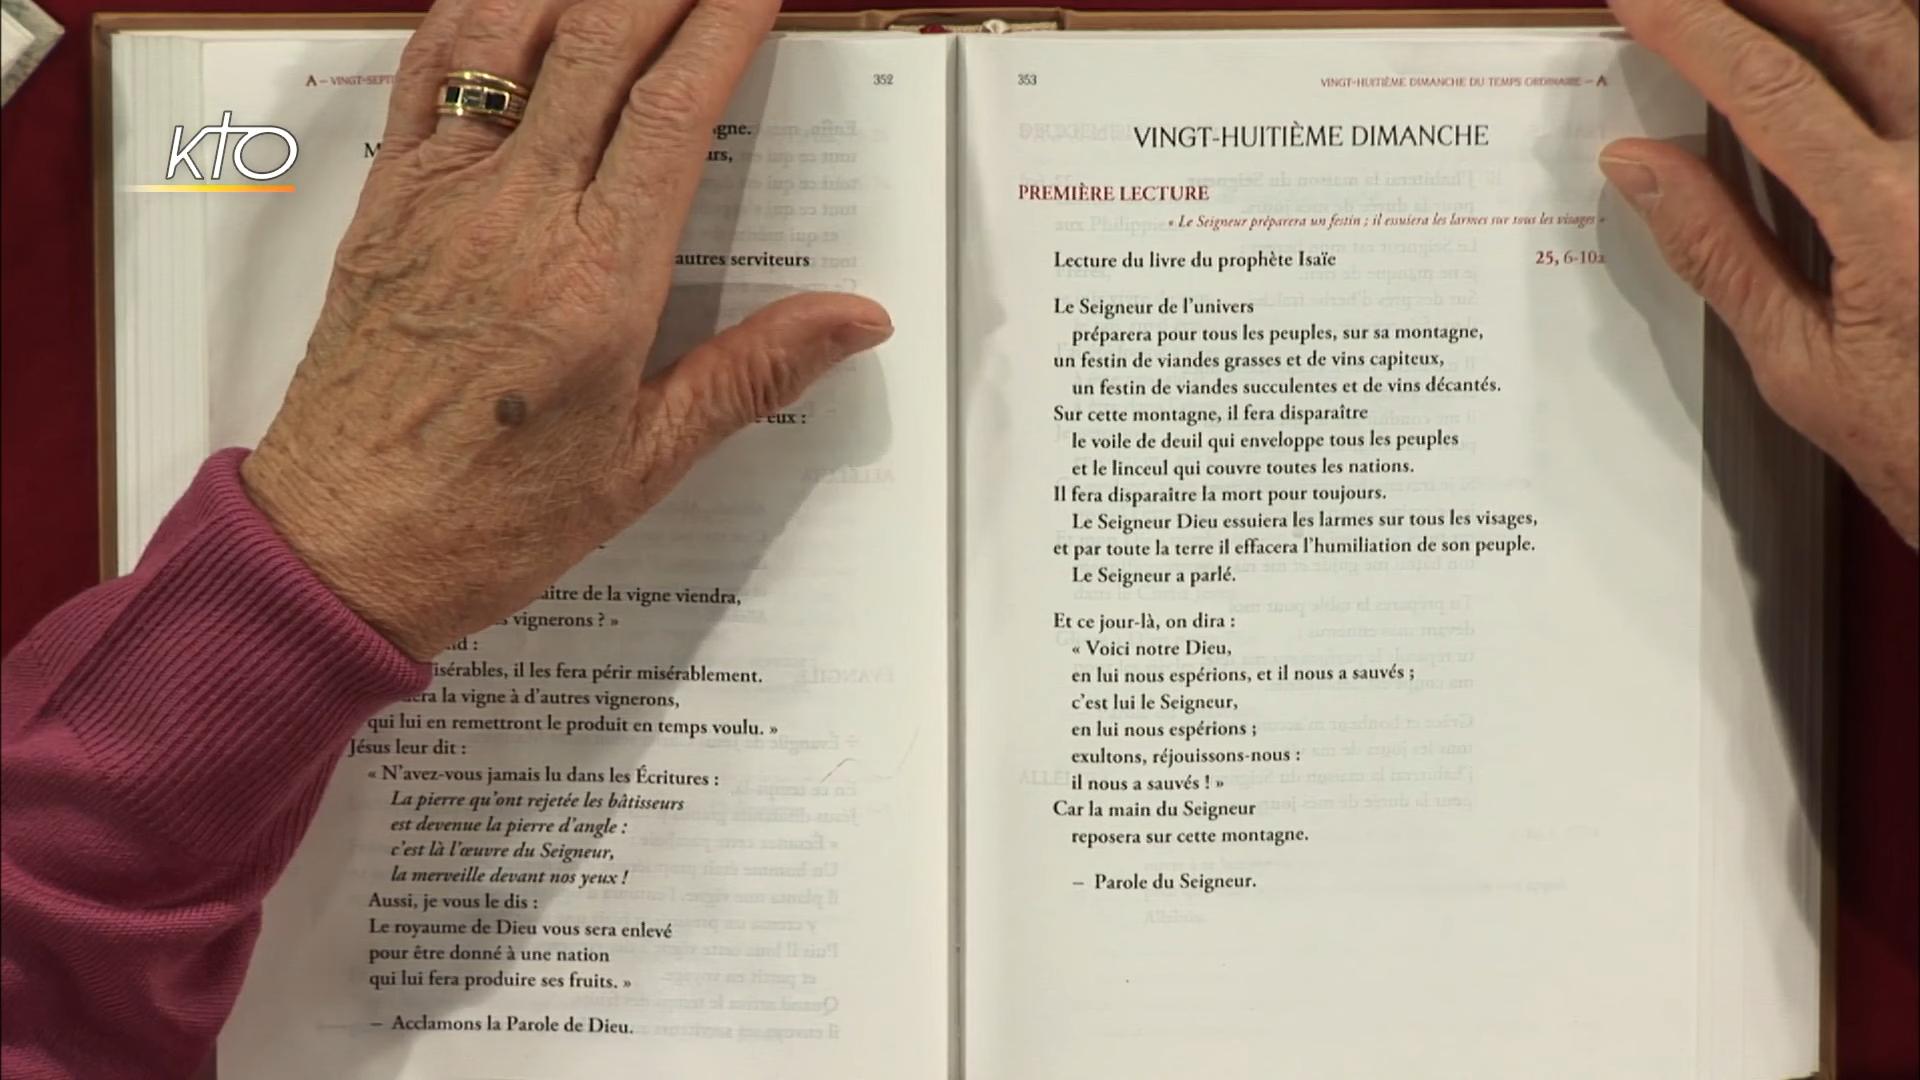 KTO
A – VINGT-SEPT
352
gne.
urs,
autres serviteurs
eux :
aître de la vigne viendra,
vignerons ? »
isérables, il les fera périr misérablement.
la vigne à d'autres vignerons,
qui lui en remettront le produit en temps voulu. »
Jésus leur dit :
« N'avez-vous jamais lu dans les Écritures :
La pierre qu'ont rejetée les bâtisseurs
est devenue la pierre d'angle :
c'est là l'œuvre du Seigneur,
la merveille devant nos yeux !
Aussi, je vous le dis :
Le royaume de Dieu vous sera enlevé
pour être donné à une nation
qui lui fera produire ses fruits. »
– Acclamons la Parole de Dieu.
353
VINGT-HUITIÈME DIMANCHE DU TEMPS ORDINAIRE – A
VINGT-HUITIÈME DIMANCHE
PREMIÈRE LECTURE
« Le Seigneur préparera un festin ; il essuiera les larmes sur tous les visages »
Lecture du livre du prophète Isaïe 25, 6-10a
Le Seigneur de l'univers
préparera pour tous les peuples, sur sa montagne,
un festin de viandes grasses et de vins capiteux,
un festin de viandes succulentes et de vins décantés.
Sur cette montagne, il fera disparaître
le voile de deuil qui enveloppe tous les peuples
et le linceul qui couvre toutes les nations.
Il fera disparaître la mort pour toujours.
Le Seigneur Dieu essuiera les larmes sur tous les visages,
et par toute la terre il effacera l'humiliation de son peuple.
Le Seigneur a parlé.
Et ce jour-là, on dira :
« Voici notre Dieu,
en lui nous espérions, et il nous a sauvés ;
c'est lui le Seigneur,
en lui nous espérions ;
exultons, réjouissons-nous :
il nous a sauvés ! »
Car la main du Seigneur
reposera sur cette montagne.
– Parole du Seigneur.